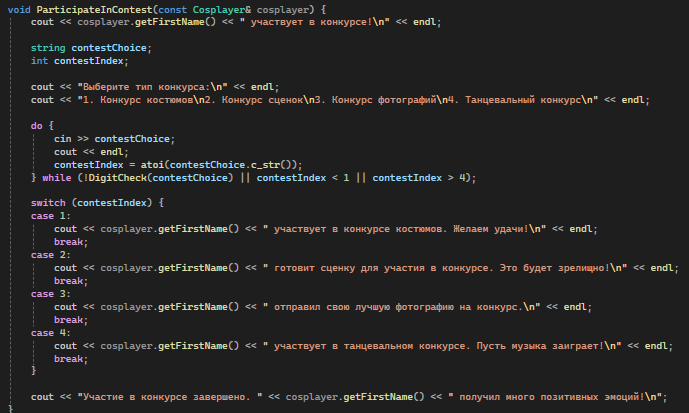 void ParticipateInContest(const Cosplayer& cosplayer) {
    cout << cosplayer.getFirstName() << " участвует в конкурсе!\n" << endl;

    string contestChoice;
    int contestIndex;

    cout << "Выберите тип конкурса:\n" << endl;
    cout << "1. Конкурс костюмов\n2. Конкурс сценок\n3. Конкурс фотографий\n4. Танцевальный конкурс\n" << endl;

    do {
        cin >> contestChoice;
        cout << endl;
        contestIndex = atoi(contestChoice.c_str());
    } while (!DigitCheck(contestChoice) || contestIndex < 1 || contestIndex > 4);

    switch (contestIndex) {
    case 1:
        cout << cosplayer.getFirstName() << " участвует в конкурсе костюмов. Желаем удачи!\n" << endl;
        break;
    case 2:
        cout << cosplayer.getFirstName() << " готовит сценку для участия в конкурсе. Это будет зрелищно!\n" << endl;
        break;
    case 3:
        cout << cosplayer.getFirstName() << " отправил свою лучшую фотографию на конкурс.\n" << endl;
        break;
    case 4:
        cout << cosplayer.getFirstName() << " участвует в танцевальном конкурсе. Пусть музыка заиграет!\n" << endl;
        break;
    }

    cout << "Участие в конкурсе завершено. " << cosplayer.getFirstName() << " получил много позитивных эмоций!\n";
}